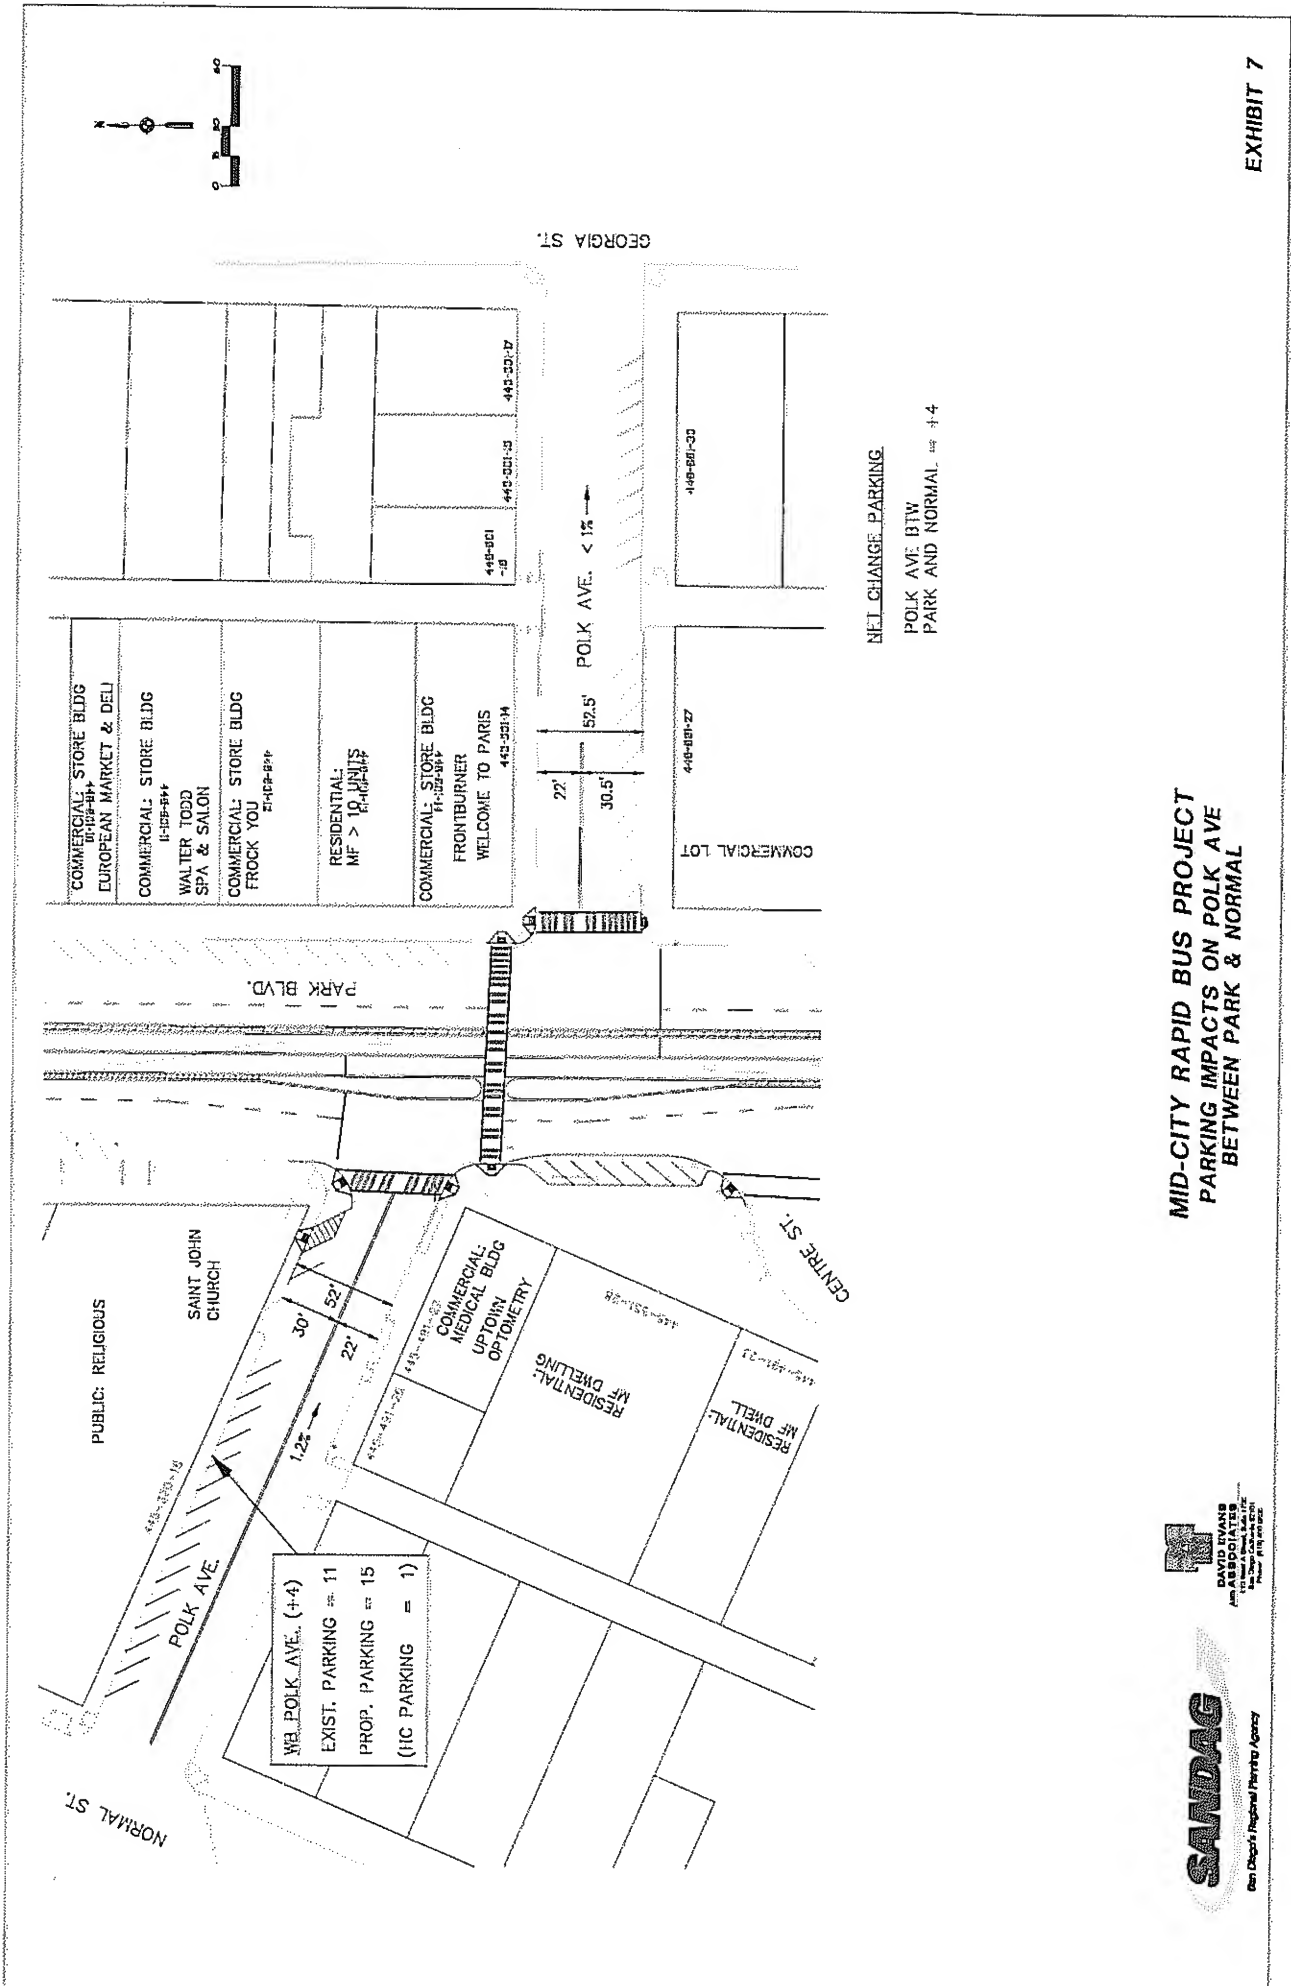 N
0
20
40
GEORGIA ST.
COMMERCIAL: STORE BLDG
EUROPEAN MARKET & DELI
COMMERCIAL: STORE BLDG
WALTER TODD
SPA & SALON
COMMERCIAL: STORE BLDG
FROCK YOU
RESIDENTIAL:
MF > 10 UNITS
COMMERCIAL: STORE BLDG
FRONTBURNER
WELCOME TO PARIS
PARK BLVD.
POLK AVE. < 1%
52.5'
22'
30.5'
COMMERCIAL LOT
PUBLIC: RELIGIOUS
SAINT JOHN
CHURCH
30'
52'
22'
1.2%
POLK AVE.
NORMAL ST.
COMMERCIAL:
MEDICAL BLDG
UPTOWN
OPTOMETRY
RESIDENTIAL:
MF DWELLING
RESIDENTIAL:
MF DWELL.
CENTRE ST.
WB POLK AVE. (+4)
EXIST. PARKING = 11
PROP. PARKING = 15
(HC PARKING = 1)
NET CHANGE PARKING
POLK AVE BTW
PARK AND NORMAL = +4
SANDAG
San Diego's Regional Planning Agency
DAVID EVANS
AND ASSOCIATES
MID-CITY RAPID BUS PROJECT
PARKING IMPACTS ON POLK AVE
BETWEEN PARK & NORMAL
EXHIBIT 7